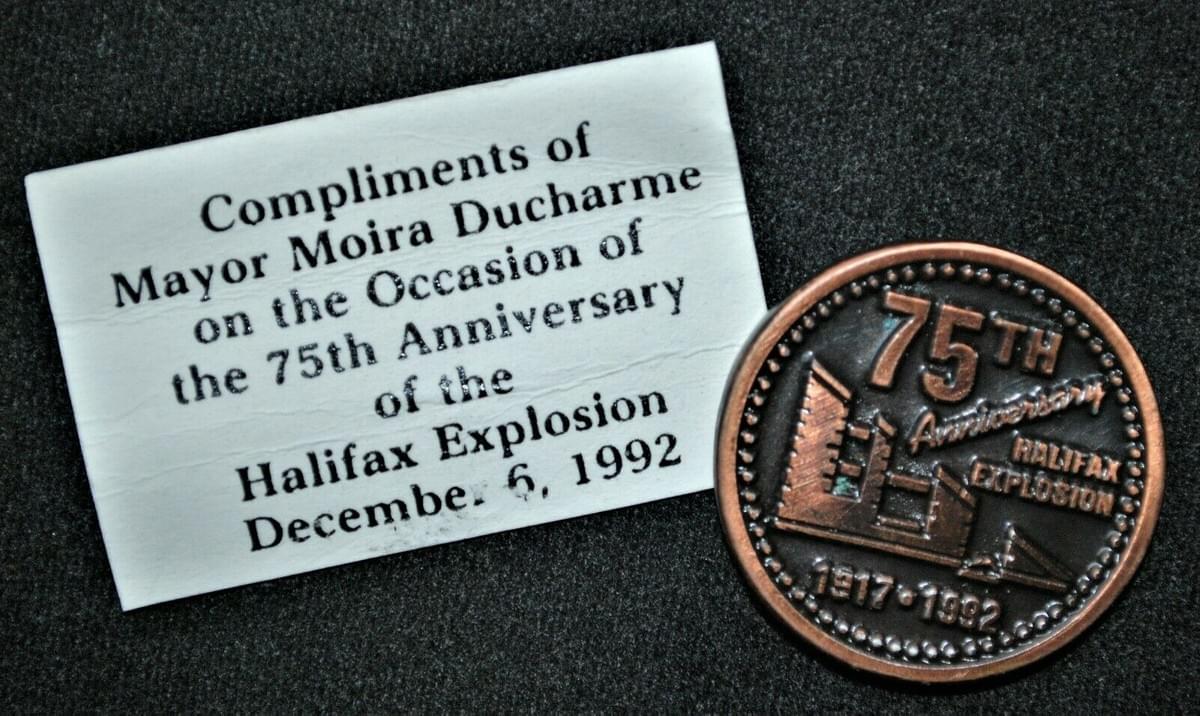 Compliments of
Mayor Moira Ducharme
on the Occasion of
the 75th Anniversary
of the
Halifax Explosion
December 6, 1992
75TH
Anniversary
HALIFAX
EXPLOSION
1917 • 1992